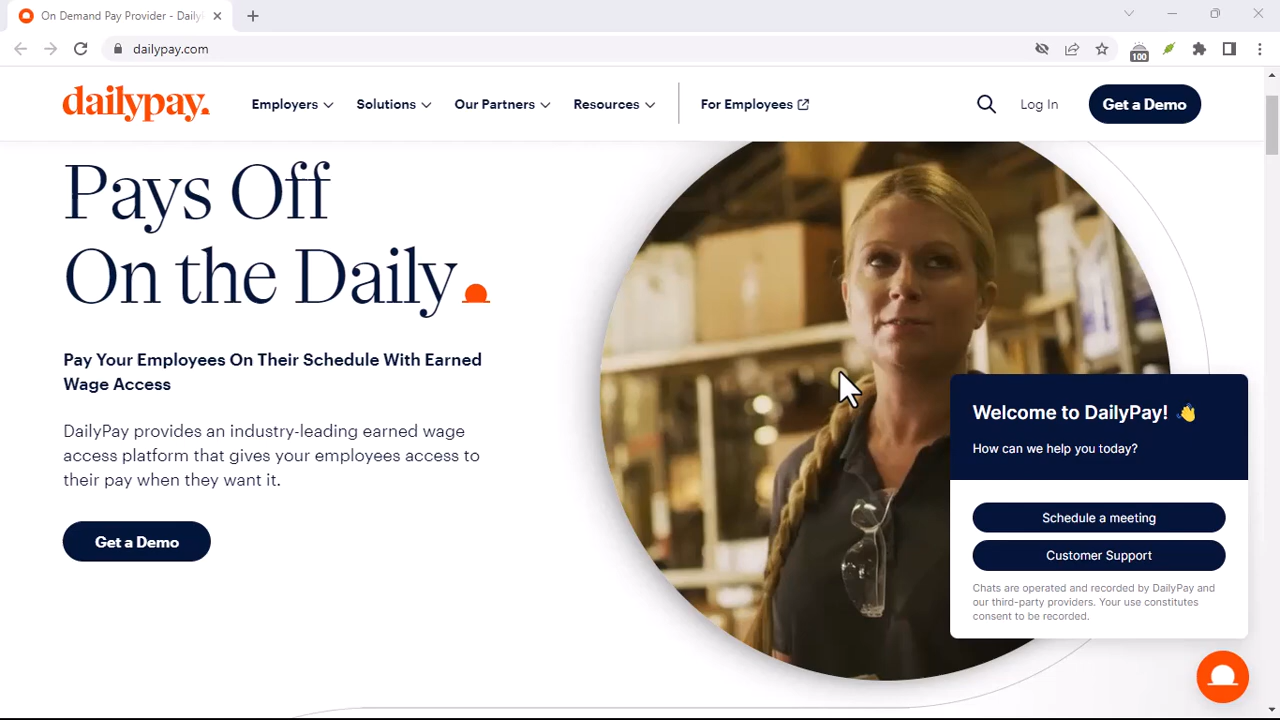 On Demand Pay Provider - Daily
dailypay.com
100
dailypay.
Employers
Solutions
Our Partners
Resources
For Employees
Log In
Get a Demo
Pays Off
On the Daily
Pay Your Employees On Their Schedule With Earned
Wage Access
DailyPay provides an industry-leading earned wage
access platform that gives your employees access to
their pay when they want it.
Get a Demo
Welcome to DailyPay! 👋
How can we help you today?
Schedule a meeting
Customer Support
Chats are operated and recorded by DailyPay and
our third-party providers. Your use constitutes
consent to be recorded.